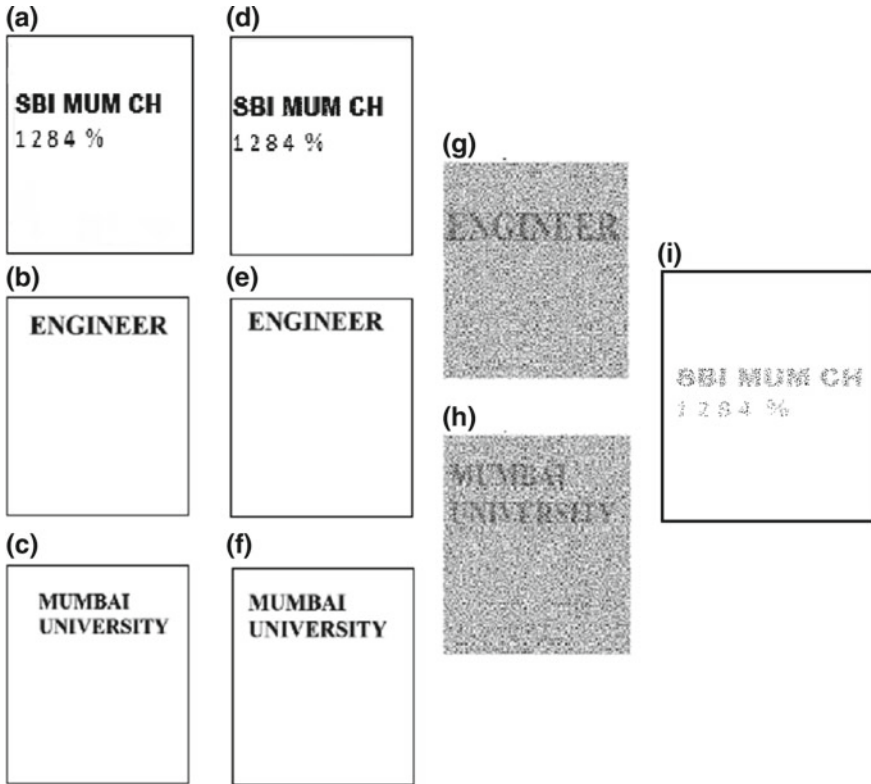 (a)
SBI MUM CH
1284 %
(b)
ENGINEER
(c)
MUMBAI
UNIVERSITY
(d)
SBI MUM CH
1284 %
(e)
ENGINEER
(f)
MUMBAI
UNIVERSITY
(g)
ENGINEER
(h)
MUMBAI
UNIVERSITY
(i)
SBI MUM CH
1284 %